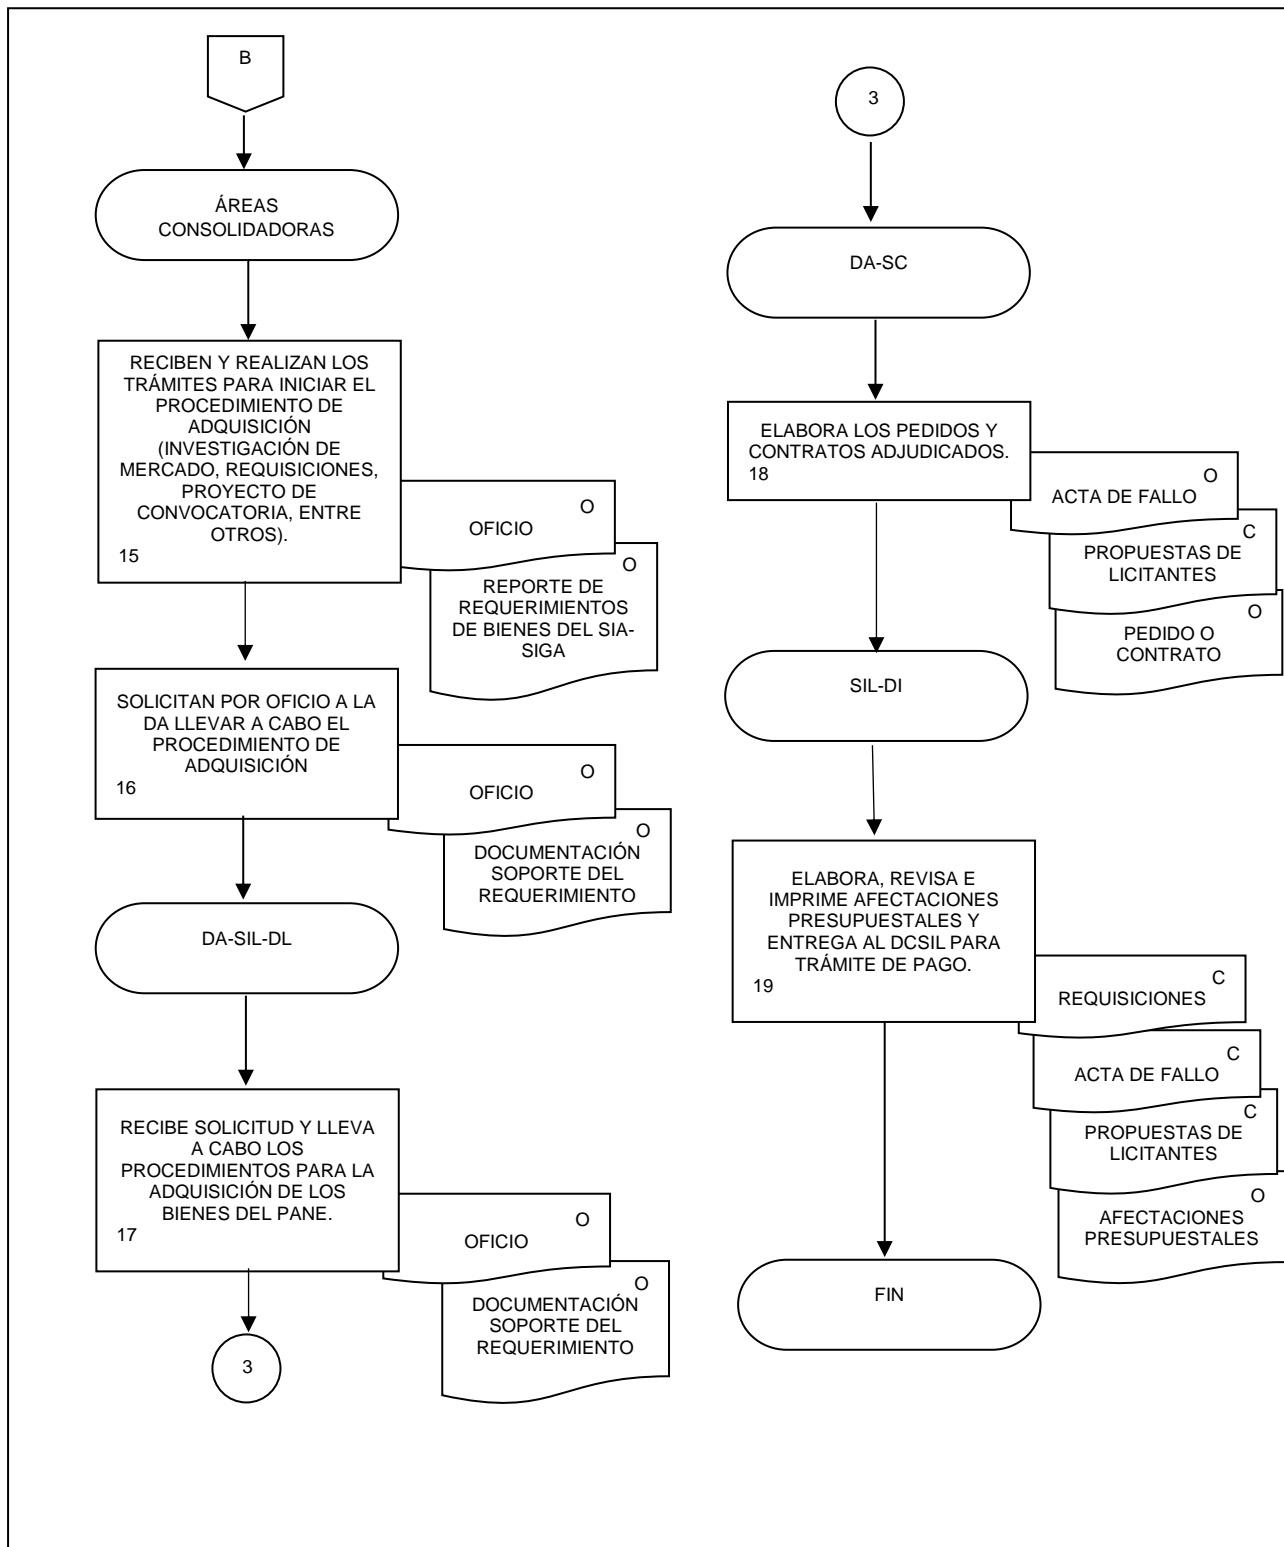 B
ÁREAS
CONSOLIDADORAS
RECIBEN Y REALIZAN LOS
TRÁMITES PARA INICIAR EL
PROCEDIMIENTO DE
ADQUISICIÓN
(INVESTIGACIÓN DE
MERCADO, REQUISICIONES,
PROYECTO DE
CONVOCATORIA, ENTRE
OTROS).
15
O
OFICIO
O
REPORTE DE
REQUERIMIENTOS
DE BIENES DEL SIA-
SIGA
SOLICITAN POR OFICIO A LA
DA LLEVAR A CABO EL
PROCEDIMIENTO DE
ADQUISICIÓN
16
O
OFICIO
O
DOCUMENTACIÓN
SOPORTE DEL
REQUERIMIENTO
DA-SIL-DL
RECIBE SOLICITUD Y LLEVA
A CABO LOS
PROCEDIMIENTOS PARA LA
ADQUISICIÓN DE LOS
BIENES DEL PANE.
17
O
OFICIO
O
DOCUMENTACIÓN
SOPORTE DEL
REQUERIMIENTO
3
3
DA-SC
ELABORA LOS PEDIDOS Y
CONTRATOS ADJUDICADOS.
18
O
ACTA DE FALLO
C
PROPUESTAS DE
LICITANTES
O
PEDIDO O
CONTRATO
SIL-DI
ELABORA, REVISA E
IMPRIME AFECTACIONES
PRESUPUESTALES Y
ENTREGA AL DCSIL PARA
TRÁMITE DE PAGO.
19
C
REQUISICIONES
C
ACTA DE FALLO
C
PROPUESTAS DE
LICITANTES
O
AFECTACIONES
PRESUPUESTALES
FIN